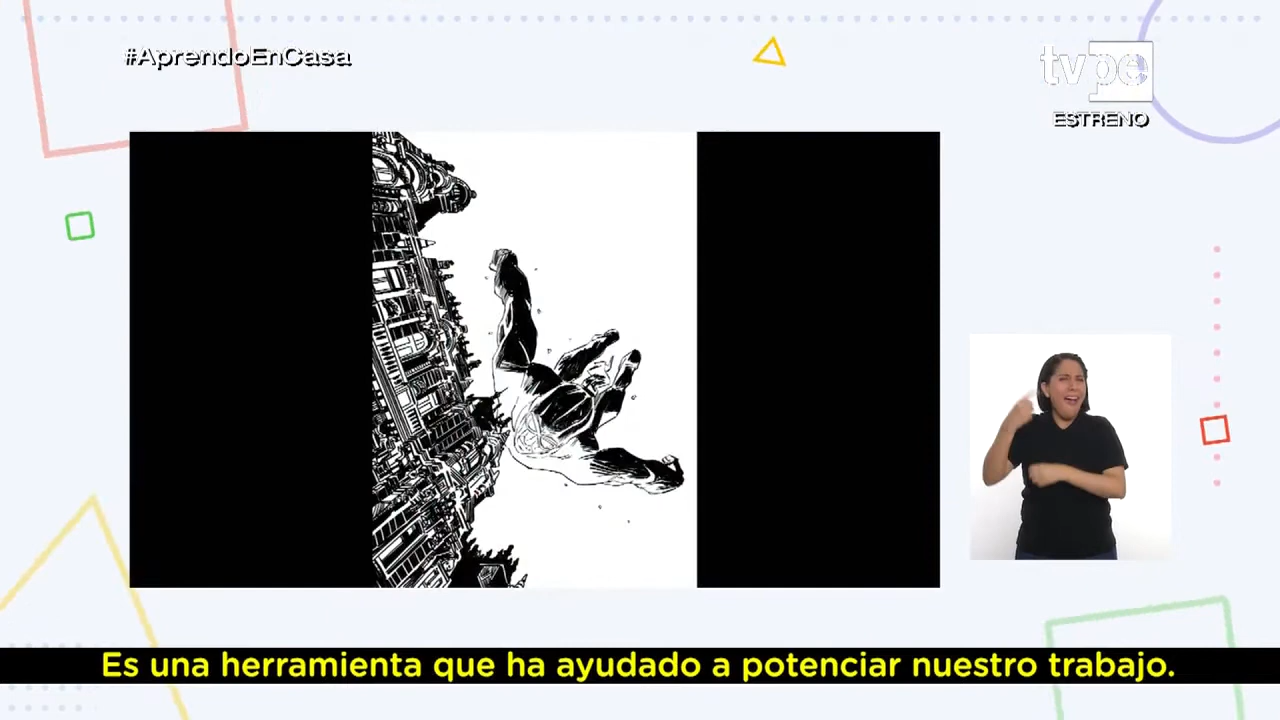 #AprendoEnCasa
tvpe
ESTRENO
Es una herramienta que ha ayudado a potenciar nuestro trabajo.